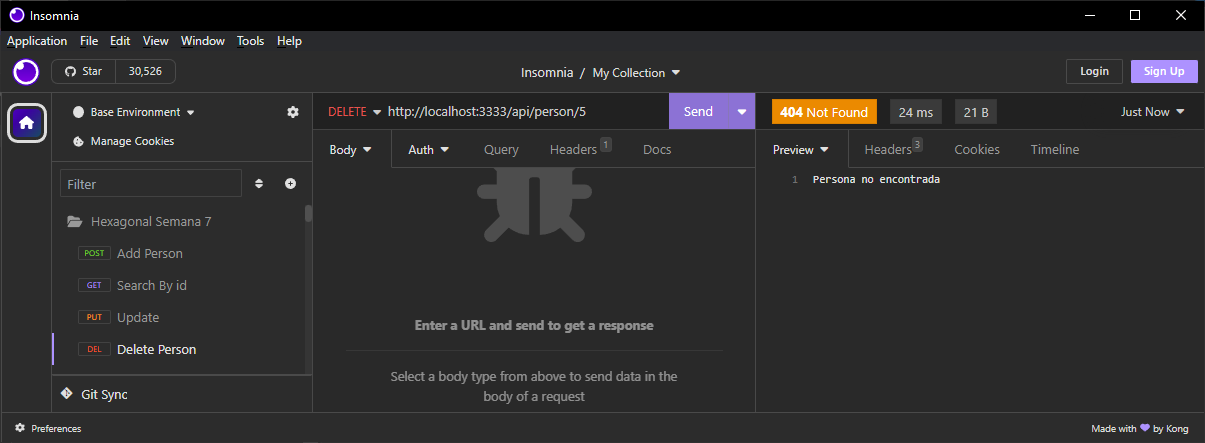 Insomnia
Application File Edit View Window Tools Help
Star 30,526
Insomnia / My Collection
Login Sign Up
Base Environment
Manage Cookies
Filter
Hexagonal Semana 7
POST Add Person
GET Search By id
PUT Update
DEL Delete Person
Git Sync
DELETE http://localhost:3333/api/person/5 Send
Body Auth Query Headers 1 Docs
Enter a URL and send to get a response
Select a body type from above to send data in the
body of a request
404 Not Found 24 ms 21 B Just Now
Preview Headers 3 Cookies Timeline
1 Persona no encontrada
Preferences
Made with by Kong